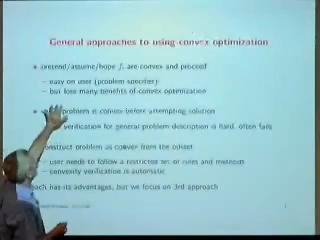 General approaches to using convex optimization
pretend/assume/hope fᵢ are convex and proceed
– easy on user (problem specifier)
– but lose many benefits of convex optimization
problem is convex before attempting solution
verification for general problem description is hard, often fails
construct problem as convex from the outset
– user needs to follow a restricted set of rules and methods
– convexity verification is automatic
each has its advantages, but we focus on 3rd approach